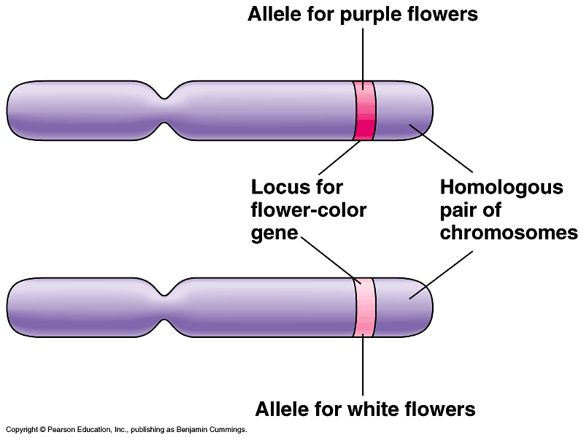 Allele for purple flowers
Locus for
flower-color
gene
Homologous
pair of
chromosomes
Allele for white flowers
Copyright © Pearson Education, Inc., publishing as Benjamin Cummings.